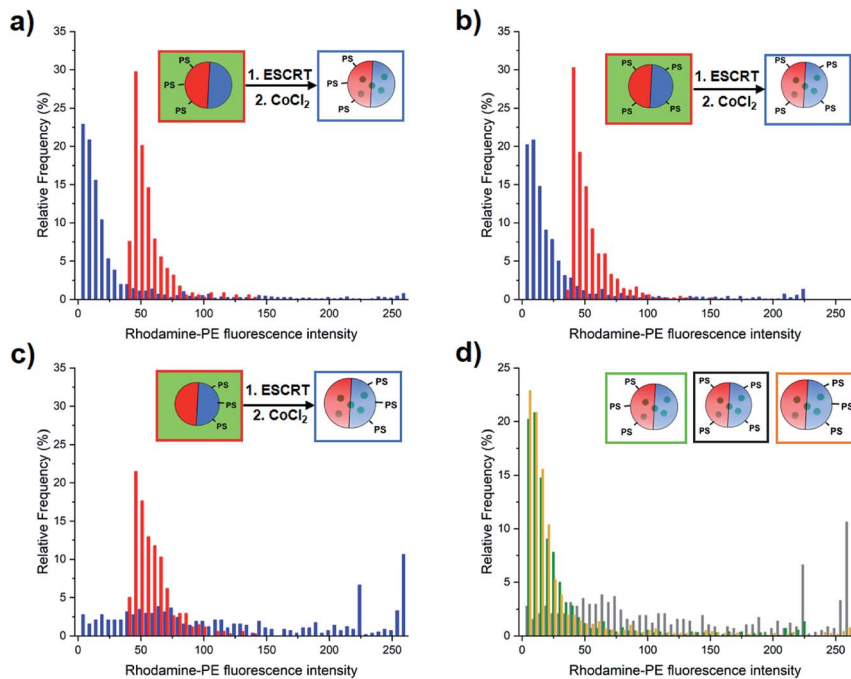 a)
Relative Frequency (%)
35
30
25
20
15
10
5
0
PS
PS
PS
1. ESCRT
2. CoCl2
PS
PS
PS
0 50 100 150 200 250
Rhodamine-PE fluorescence intensity
b)
Relative Frequency (%)
35
30
25
20
15
10
5
0
PS PS
PS PS
1. ESCRT
2. CoCl2
PS PS
PS PS
0 50 100 150 200 250
Rhodamine-PE fluorescence intensity
c)
Relative Frequency (%)
35
30
25
20
15
10
5
0
PS
PS
PS
1. ESCRT
2. CoCl2
PS
PS
PS
0 50 100 150 200 250
Rhodamine-PE fluorescence intensity
d)
Relative Frequency (%)
25
20
15
10
5
0
PS PS PS PS
PS PS
PS PS PS PS
0 50 100 150 200 250
Rhodamine-PE fluorescence intensity